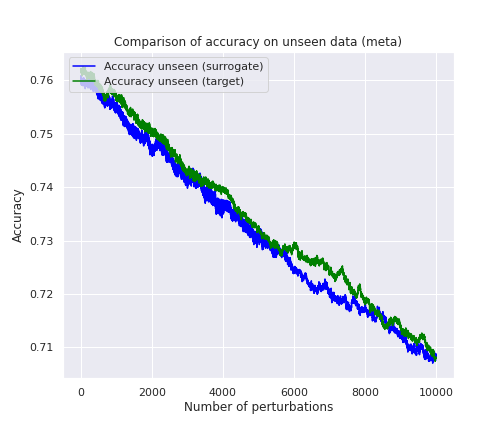 Comparison of accuracy on unseen data (meta)
Accuracy unseen (surrogate)
Accuracy unseen (target)
0.76
0.75
0.74
0.73
0.72
0.71
Accuracy
0 2000 4000 6000 8000 10000
Number of perturbations